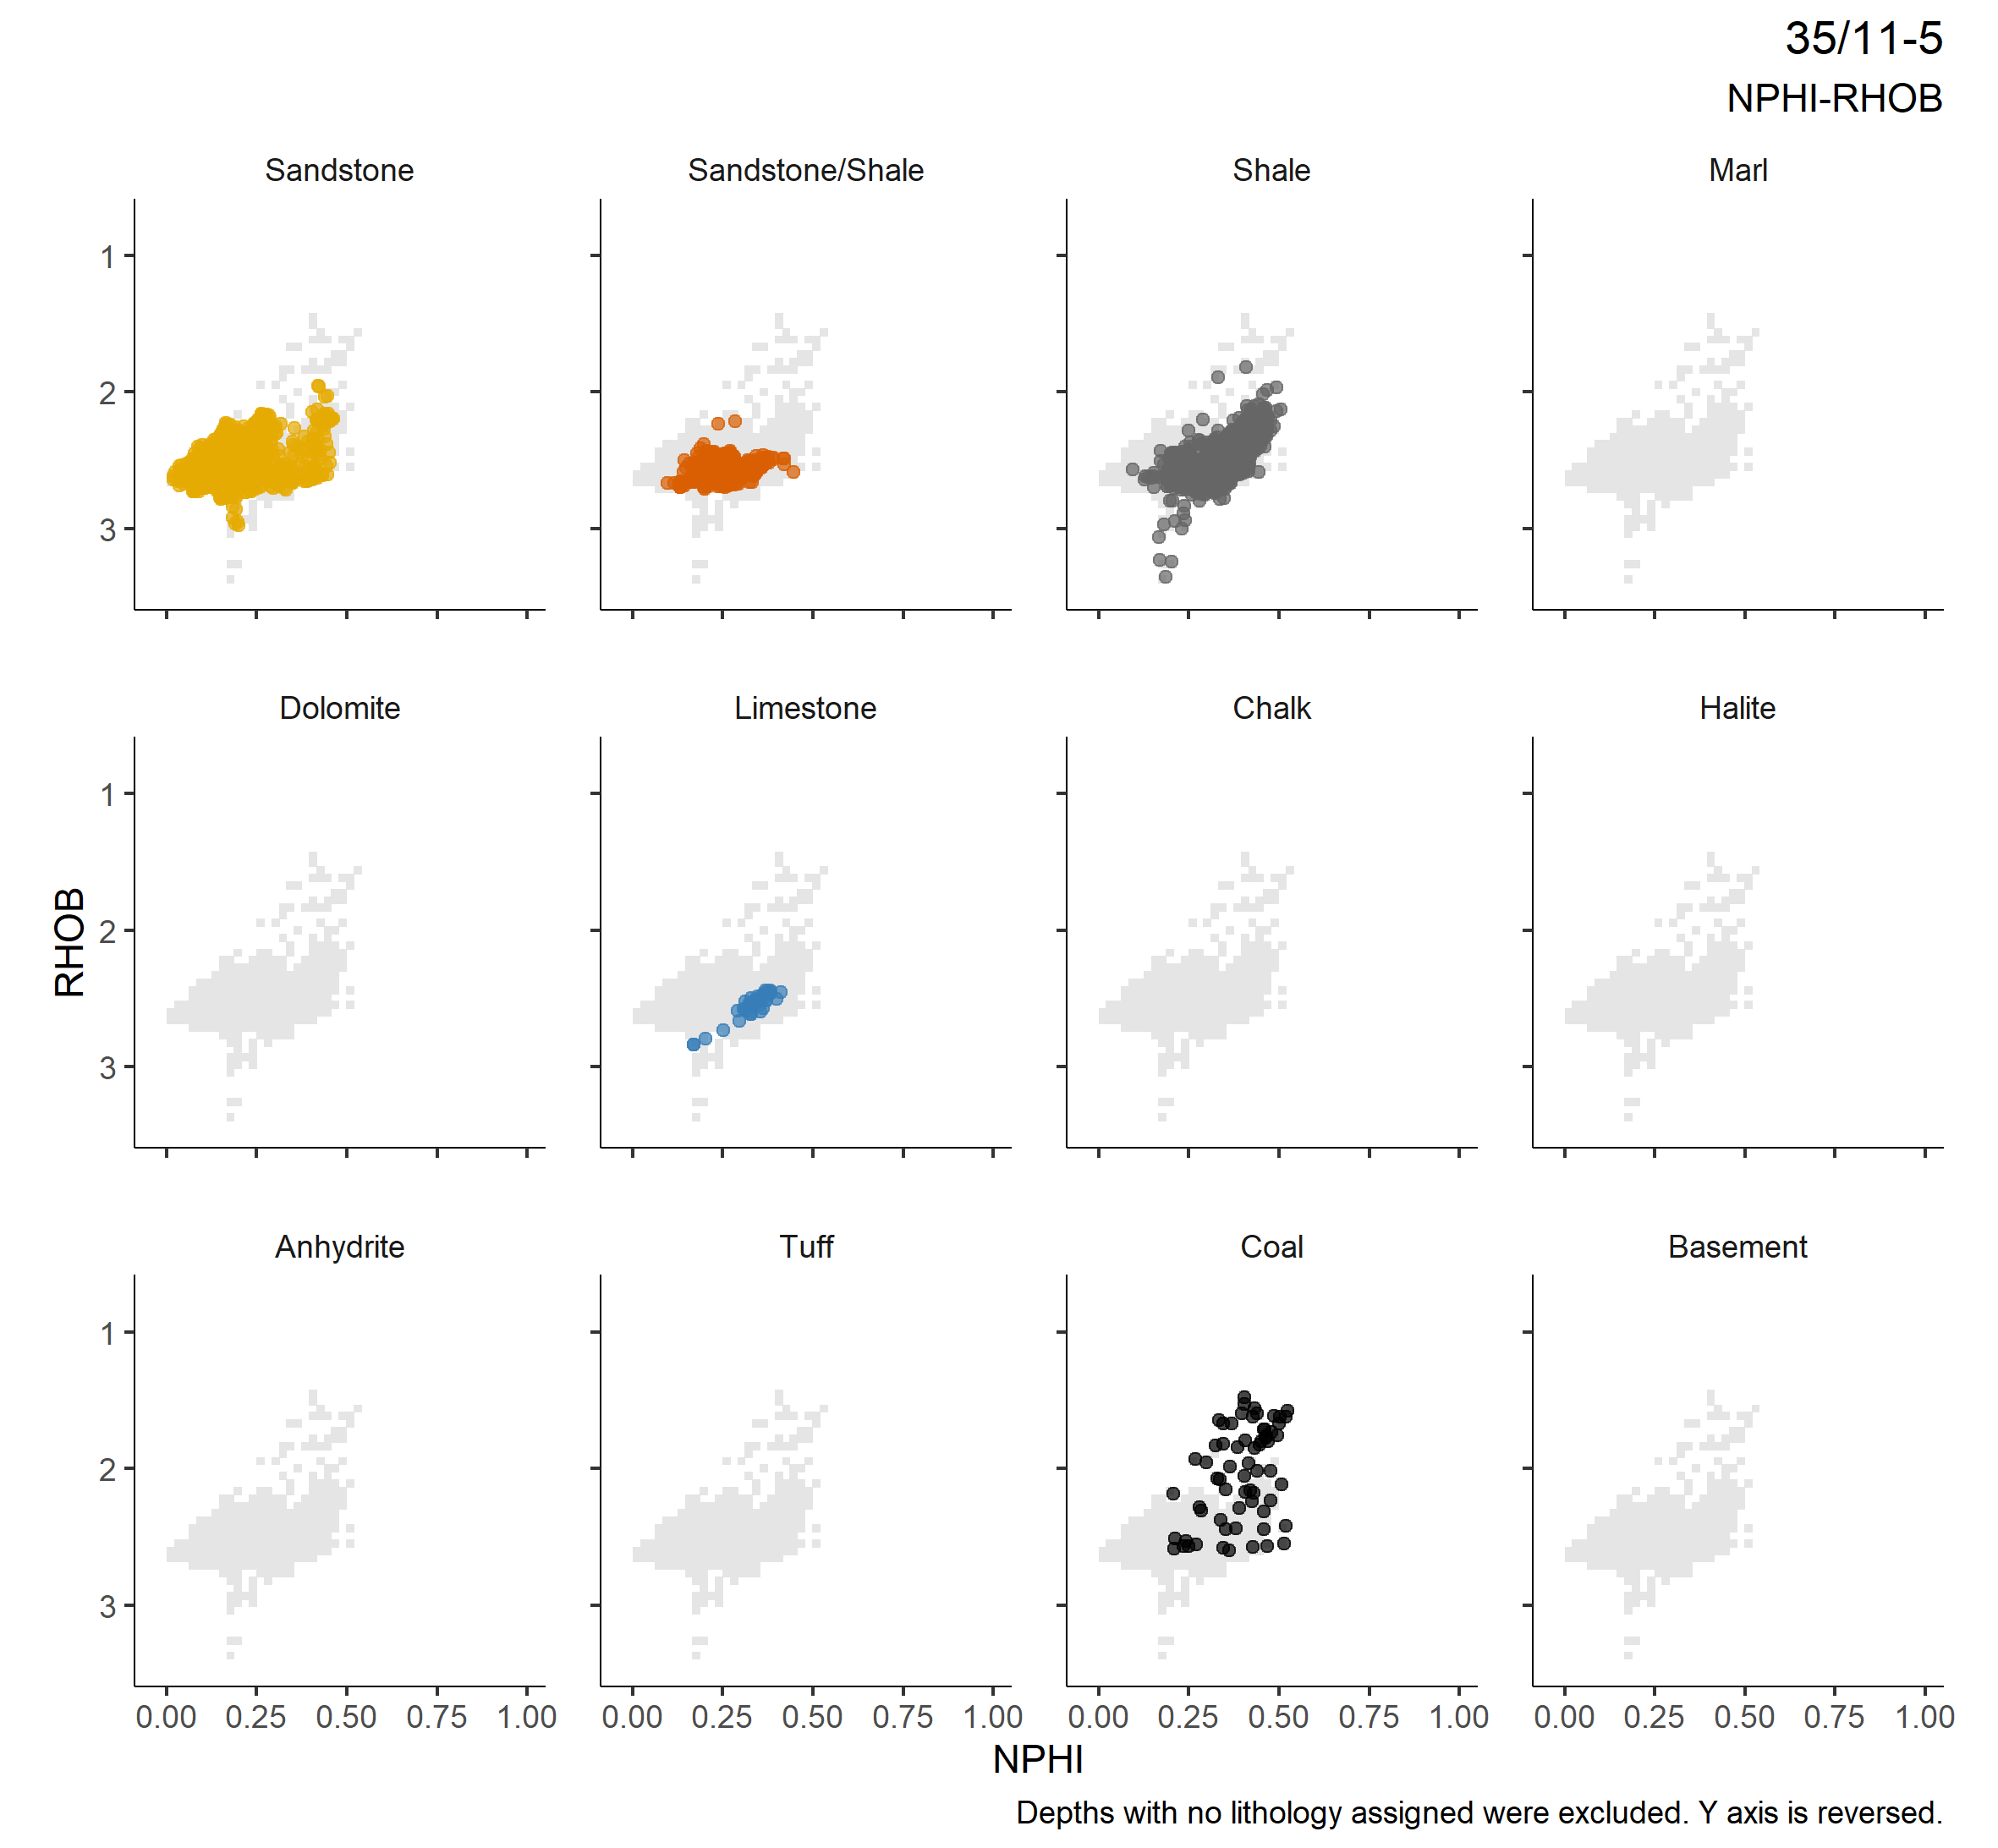 35/11-5
NPHI-RHOB
Sandstone
Sandstone/Shale
Shale
Marl
1
2
3
Dolomite
Limestone
Chalk
Halite
1
2
3
RHOB
Anhydrite
Tuff
Coal
Basement
1
2
3
0.00 0.25 0.50 0.75 1.00
0.00 0.25 0.50 0.75 1.00
0.00 0.25 0.50 0.75 1.00
0.00 0.25 0.50 0.75 1.00
NPHI
Depths with no lithology assigned were excluded. Y axis is reversed.